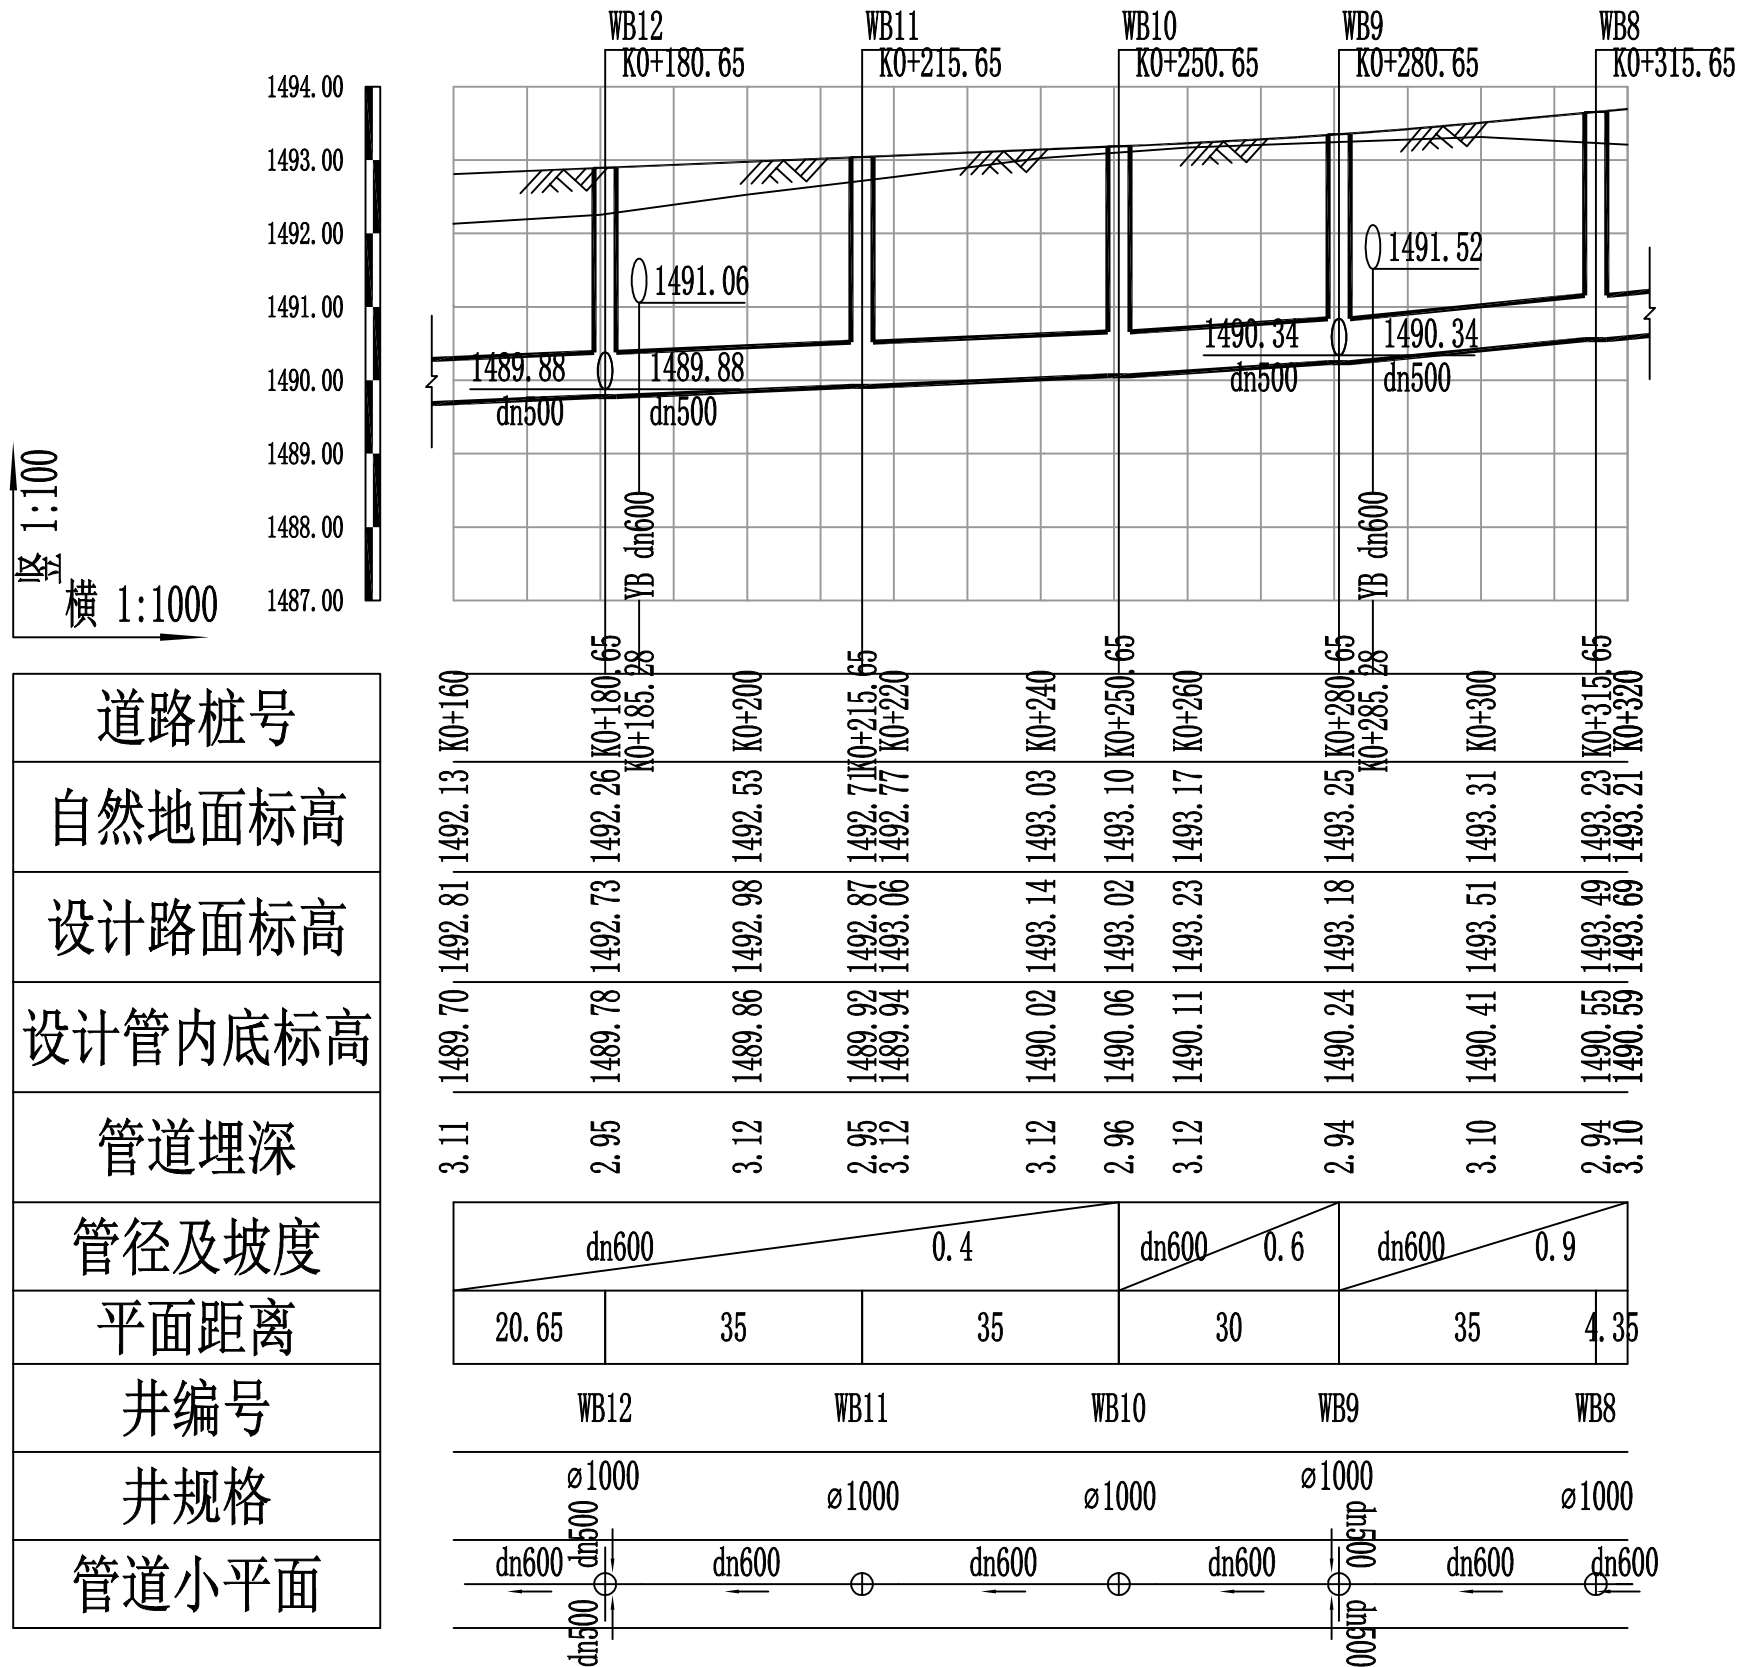 WB12
K0+180.65
WB11
K0+215.65
WB10
K0+250.65
WB9
K0+280.65
WB8
K0+315.65
1494.00
1493.00
1492.00
1491.00
1490.00
1489.00
1488.00
1487.00
竖 1:100
横 1:1000
1491.06
1491.52
1489.88
1489.88
dn500
dn500
1490.34
1490.34
dn500
dn500
YB dn600
YB dn600
道路桩号
K0+160
K0+180.65
K0+185.28
K0+200
K0+215.65
K0+220
K0+240
K0+250.65
K0+260
K0+280.65
K0+285.28
K0+300
K0+315.65
K0+320
自然地面标高
1492.13
1492.26
1492.53
1492.71
1492.77
1493.03
1493.10
1493.17
1493.25
1493.31
1493.23
1493.21
设计路面标高
1492.81
1492.73
1492.98
1492.87
1493.06
1493.14
1493.02
1493.23
1493.18
1493.51
1493.49
1493.69
设计管内底标高
1489.70
1489.78
1489.86
1489.92
1489.94
1490.02
1490.06
1490.11
1490.24
1490.41
1490.55
1490.59
管道埋深
3.11
2.95
3.12
2.95
3.12
3.12
2.96
3.12
2.94
3.10
2.94
3.10
管径及坡度
dn600
0.4
dn600
0.6
dn600
0.9
平面距离
20.65
35
35
30
35
4.35
井编号
WB12
WB11
WB10
WB9
WB8
井规格
⌀1000
⌀1000
⌀1000
⌀1000
⌀1000
管道小平面
dn600
dn500
dn500
dn600
dn600
dn600
dn500
dn500
dn600
dn600